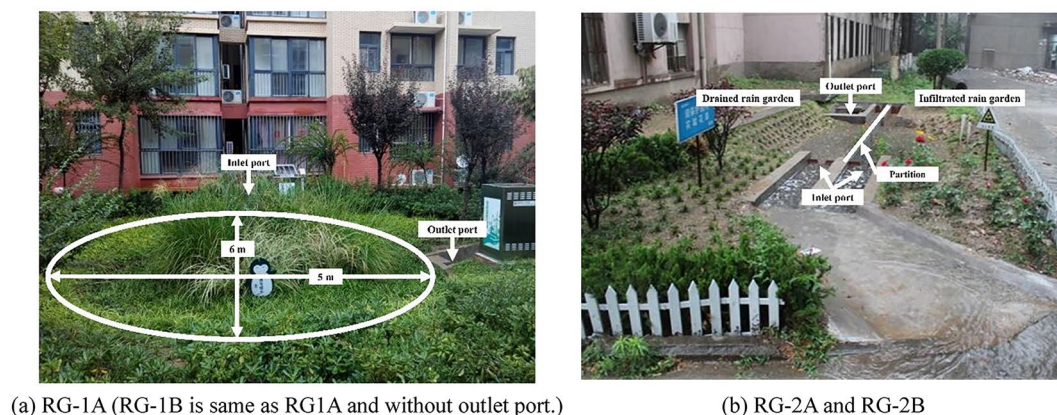 Inlet port
Outlet port
6 m
5 m
(a) RG-1A (RG-1B is same as RG1A and without outlet port.)
Outlet port
Drained rain garden
Infiltrated rain garden
Partition
Inlet port
(b) RG-2A and RG-2B